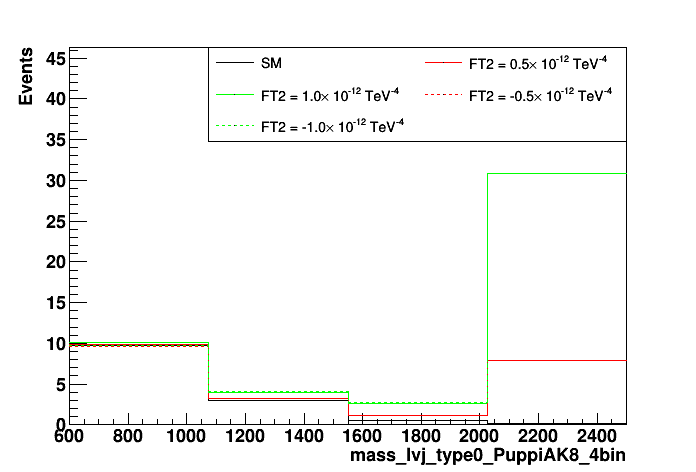 Events
45
40
35
30
25
20
15
10
5
0
SM
FT2 = 0.5× 10^-12 TeV^-4
FT2 = 1.0× 10^-12 TeV^-4
FT2 = -0.5× 10^-12 TeV^-4
FT2 = -1.0× 10^-12 TeV^-4
600 800 1000 1200 1400 1600 1800 2000 2200 2400
mass_lvj_type0_PuppiAK8_4bin